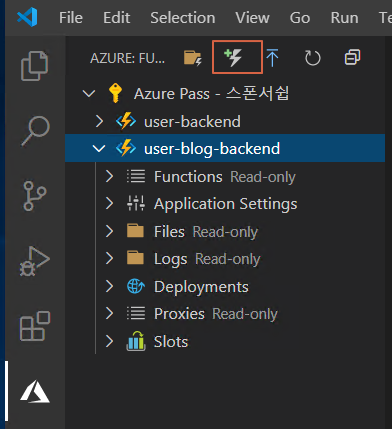 File Edit Selection View Go Run Te
AZURE: FU...
Azure Pass - 스폰서쉽
user-backend
user-blog-backend
Functions Read-only
Application Settings
Files Read-only
Logs Read-only
Deployments
Proxies Read-only
Slots